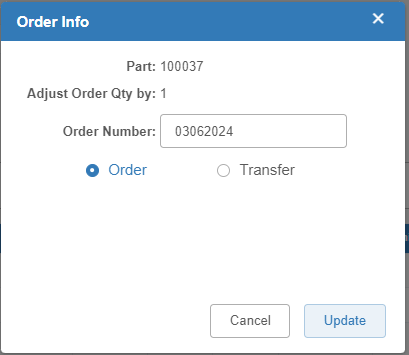 Order Info
Part: 100037
Adjust Order Qty by: 1
Order Number: 03062024
Order Transfer
Cancel Update